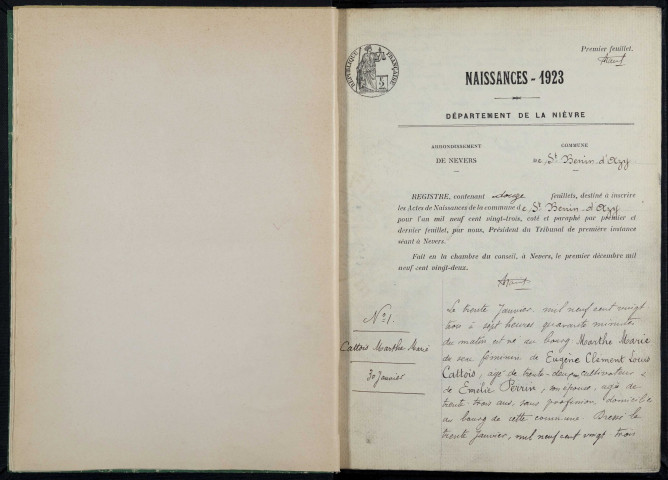 Premier feuillet.
RÉPUBLIQUE FRANÇAISE
NAISSANCES - 1923
DÉPARTEMENT DE LA NIÈVRE
ARRONDISSEMENT
DE NEVERS
COMMUNE
DE St Benin-d'Azy
REGISTRE, contenant douze feuillets, destiné à inscrire
les Actes de Naissances de la commune de St Benin-d'Azy
pour l'an mil neuf cent vingt-trois, coté et paraphé par premier et
dernier feuillet, par nous, Président du Tribunal de première instance
séant à Nevers.
Fait en la chambre du conseil, à Nevers, le premier décembre mil
neuf cent vingt-deux.
No 1.
Cattois Marthe Marie
30 Janvier
Le trente Janvier mil neuf cent vingt
trois à sept heures quarante minutes
du matin est né au bourg Marthe Marie
de sexe féminin de Eugène Clément Louis
Cattois, âgé de trente-deux, cultivateur &
de Emélie Perrin, son épouse, âgée de
trente trois ans, sans profession, domiciliés
au bourg de cette commune. Dressé le
trente Janvier, mil neuf cent vingt trois